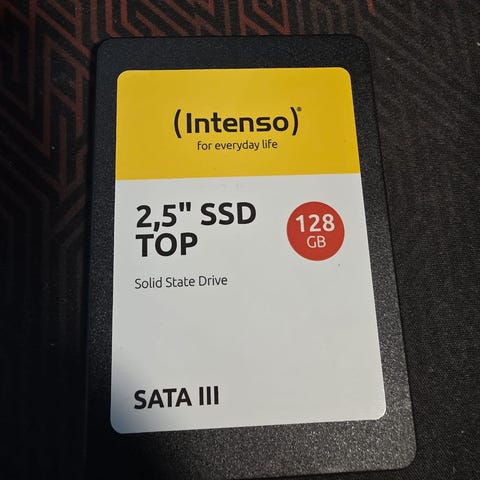 (Intenso)®
for everyday life
2,5" SSD
TOP
128
GB
Solid State Drive
SATA III